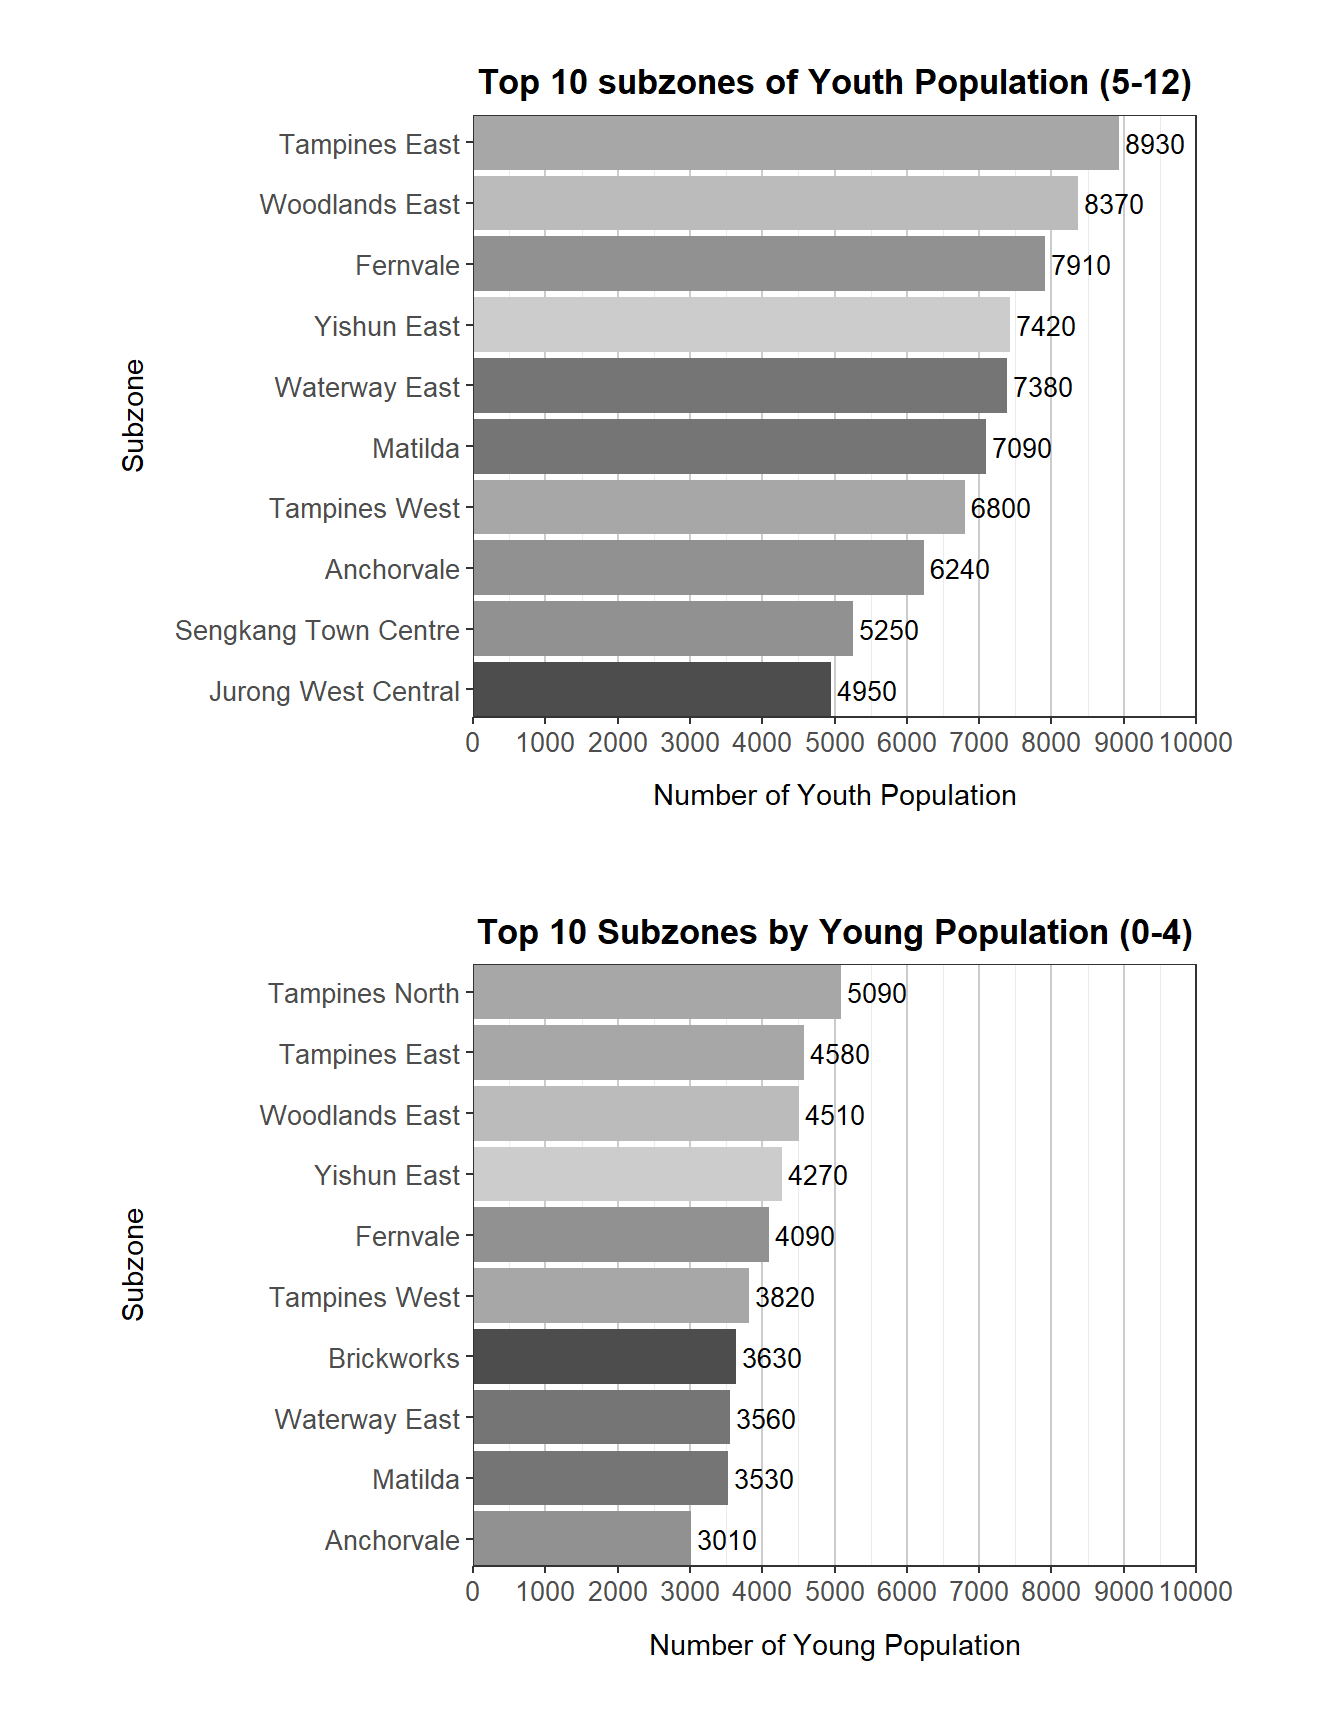 Top 10 subzones of Youth Population (5-12)
Subzone
Tampines East 8930
Woodlands East 8370
Fernvale 7910
Yishun East 7420
Waterway East 7380
Matilda 7090
Tampines West 6800
Anchorvale 6240
Sengkang Town Centre 5250
Jurong West Central 4950
0 1000 2000 3000 4000 5000 6000 7000 8000 9000 10000
Number of Youth Population
Top 10 Subzones by Young Population (0-4)
Subzone
Tampines North 5090
Tampines East 4580
Woodlands East 4510
Yishun East 4270
Fernvale 4090
Tampines West 3820
Brickworks 3630
Waterway East 3560
Matilda 3530
Anchorvale 3010
0 1000 2000 3000 4000 5000 6000 7000 8000 9000 10000
Number of Young Population